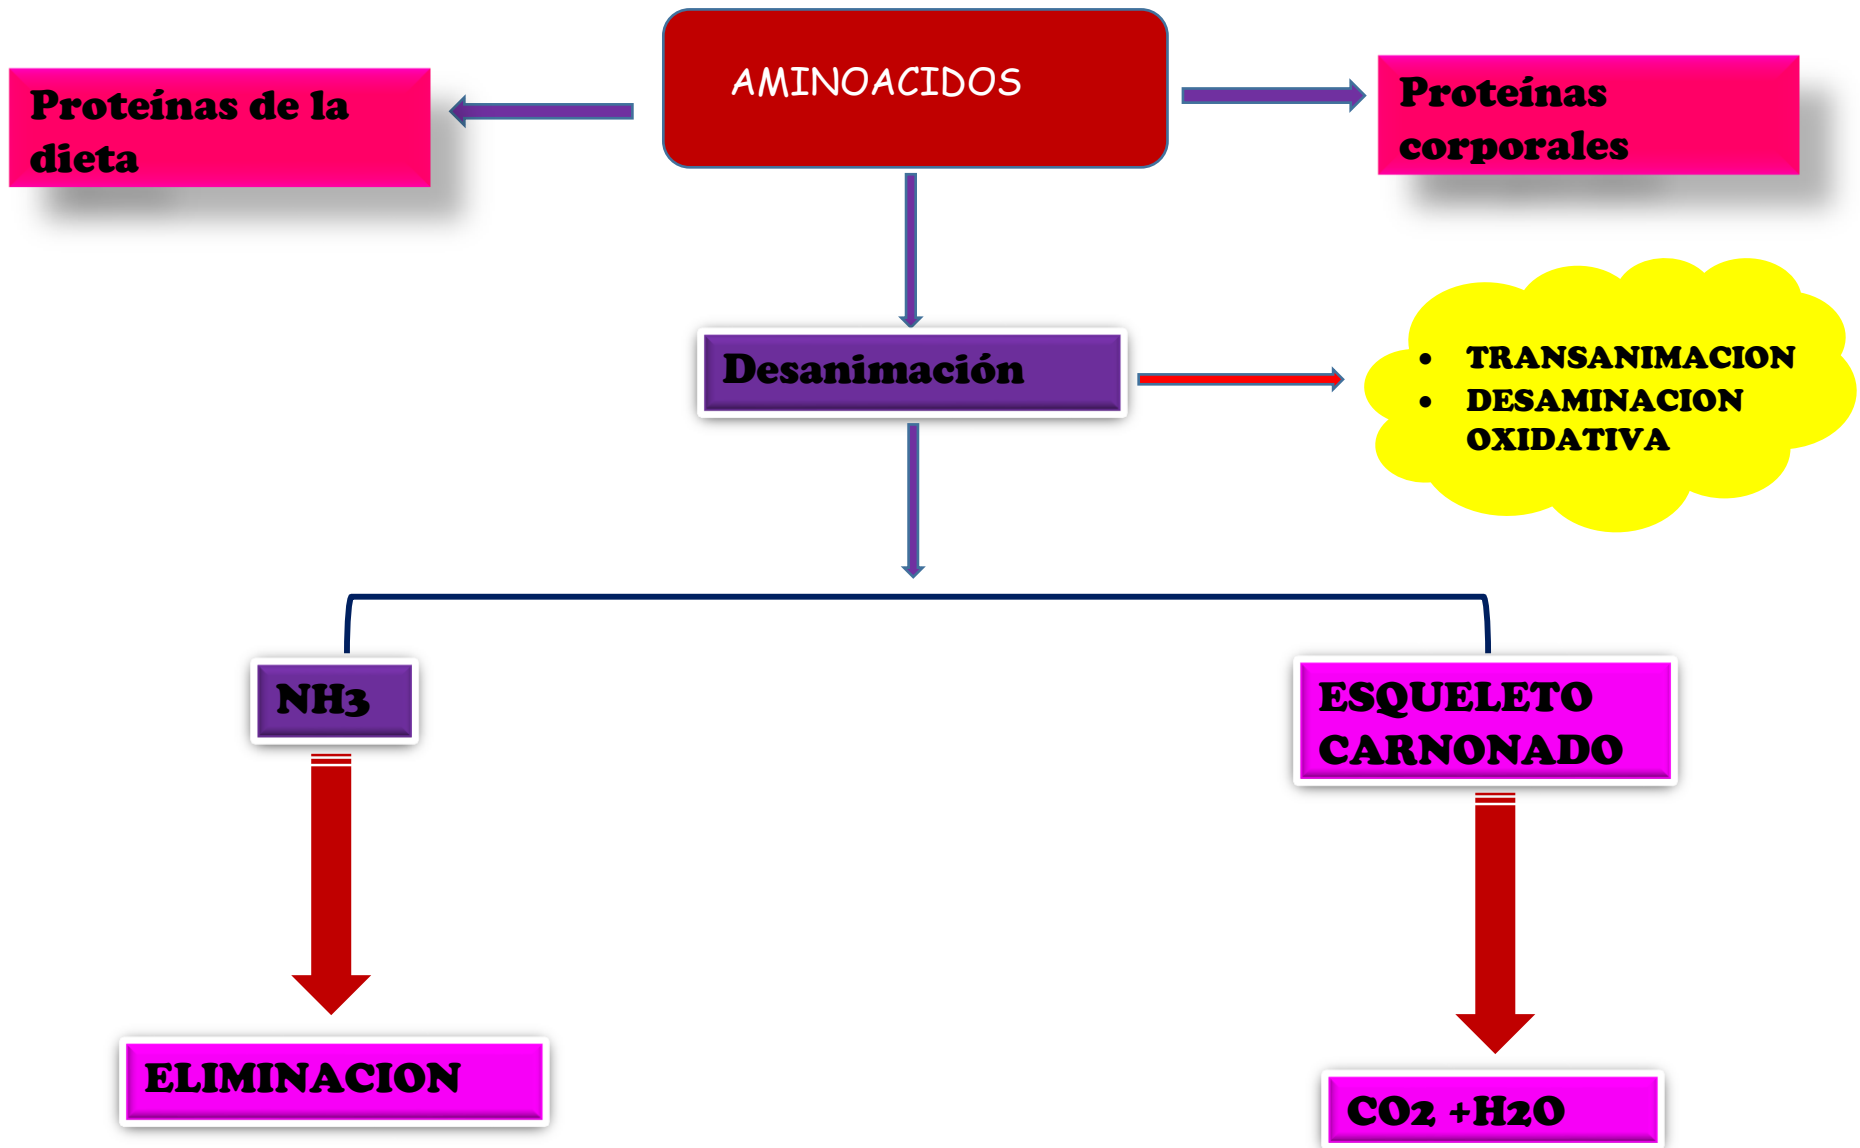 AMINOACIDOS
Proteínas de la
dieta
Proteínas
corporales
Desanimación
• TRANSANIMACION
• DESAMINACION
OXIDATIVA
NH3
ESQUELETO
CARNONADO
ELIMINACION
CO2 +H2O